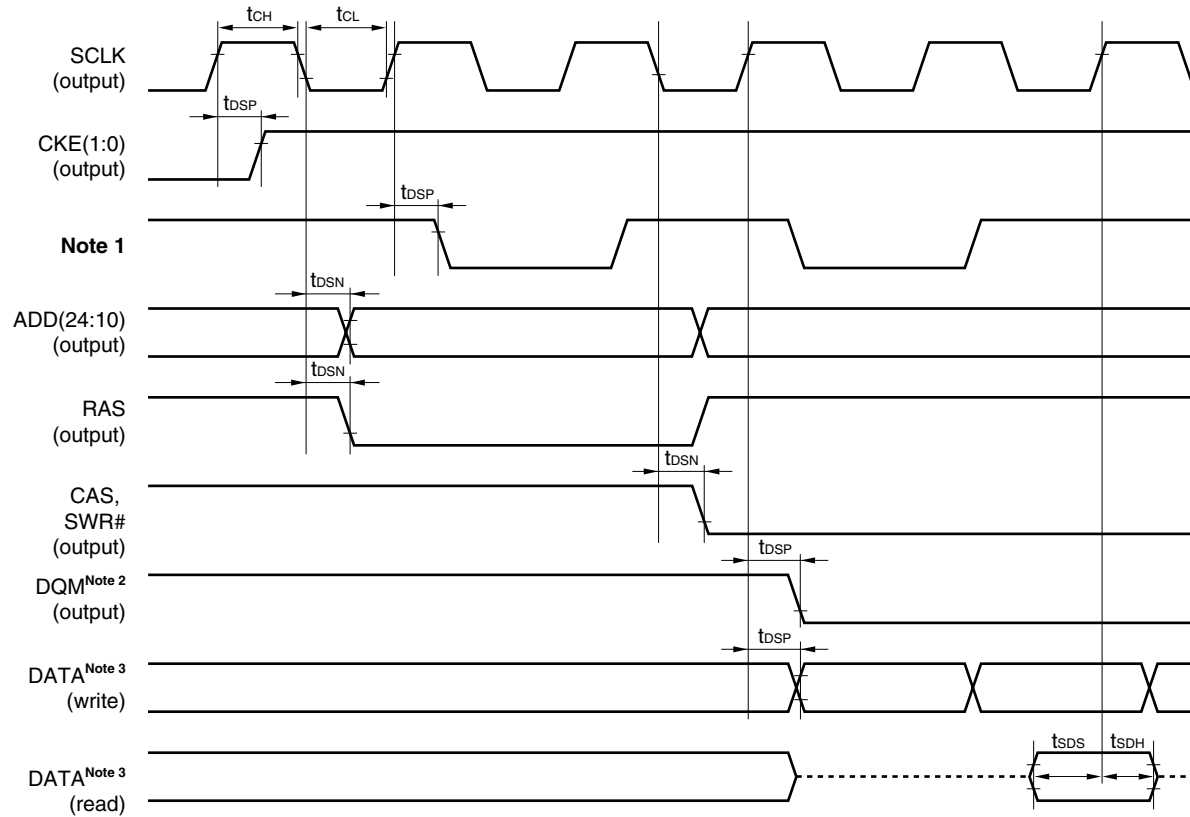 tCH
tCL
SCLK
(output)
tDSP
CKE(1:0)
(output)
tDSP
Note 1
tDSN
ADD(24:10)
(output)
tDSN
RAS
(output)
tDSN
CAS,
SWR#
(output)
tDSP
DQMNote 2
(output)
tDSP
DATANote 3
(write)
tSDS
tSDH
DATANote 3
(read)